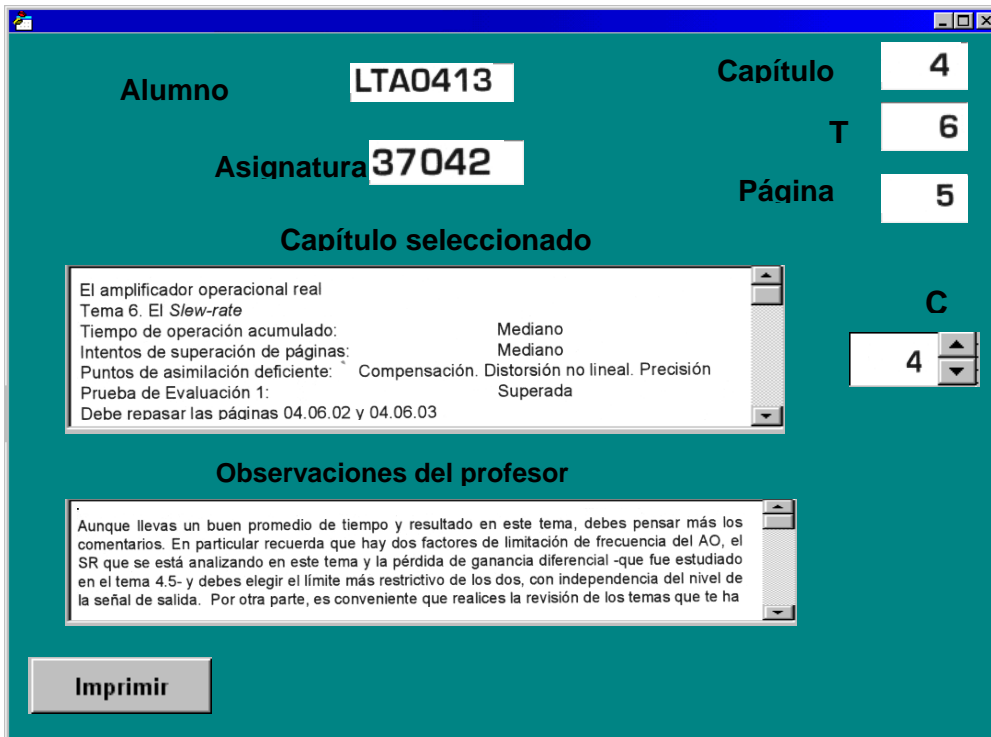 Alumno LTA0413 Capítulo 4
T 6
Asignatura 37042
Página 5
Capítulo seleccionado
El amplificador operacional real
Tema 6. El Slew-rate
Tiempo de operación acumulado: Mediano
Intentos de superación de páginas: Mediano
Puntos de asimilación deficiente: Compensación. Distorsión no lineal. Precisión
Prueba de Evaluación 1: Superada
Debe repasar las páginas 04.06.02 y 04.06.03
C
4
Observaciones del profesor
.
Aunque llevas un buen promedio de tiempo y resultado en este tema, debes pensar más los
comentarios. En particular recuerda que hay dos factores de limitación de frecuencia del AO, el
SR que se está analizando en este tema y la pérdida de ganancia diferencial -que fue estudiado
en el tema 4.5- y debes elegir el límite más restrictivo de los dos, con independencia del nivel de
la señal de salida. Por otra parte, es conveniente que realices la revisión de los temas que te ha
Imprimir